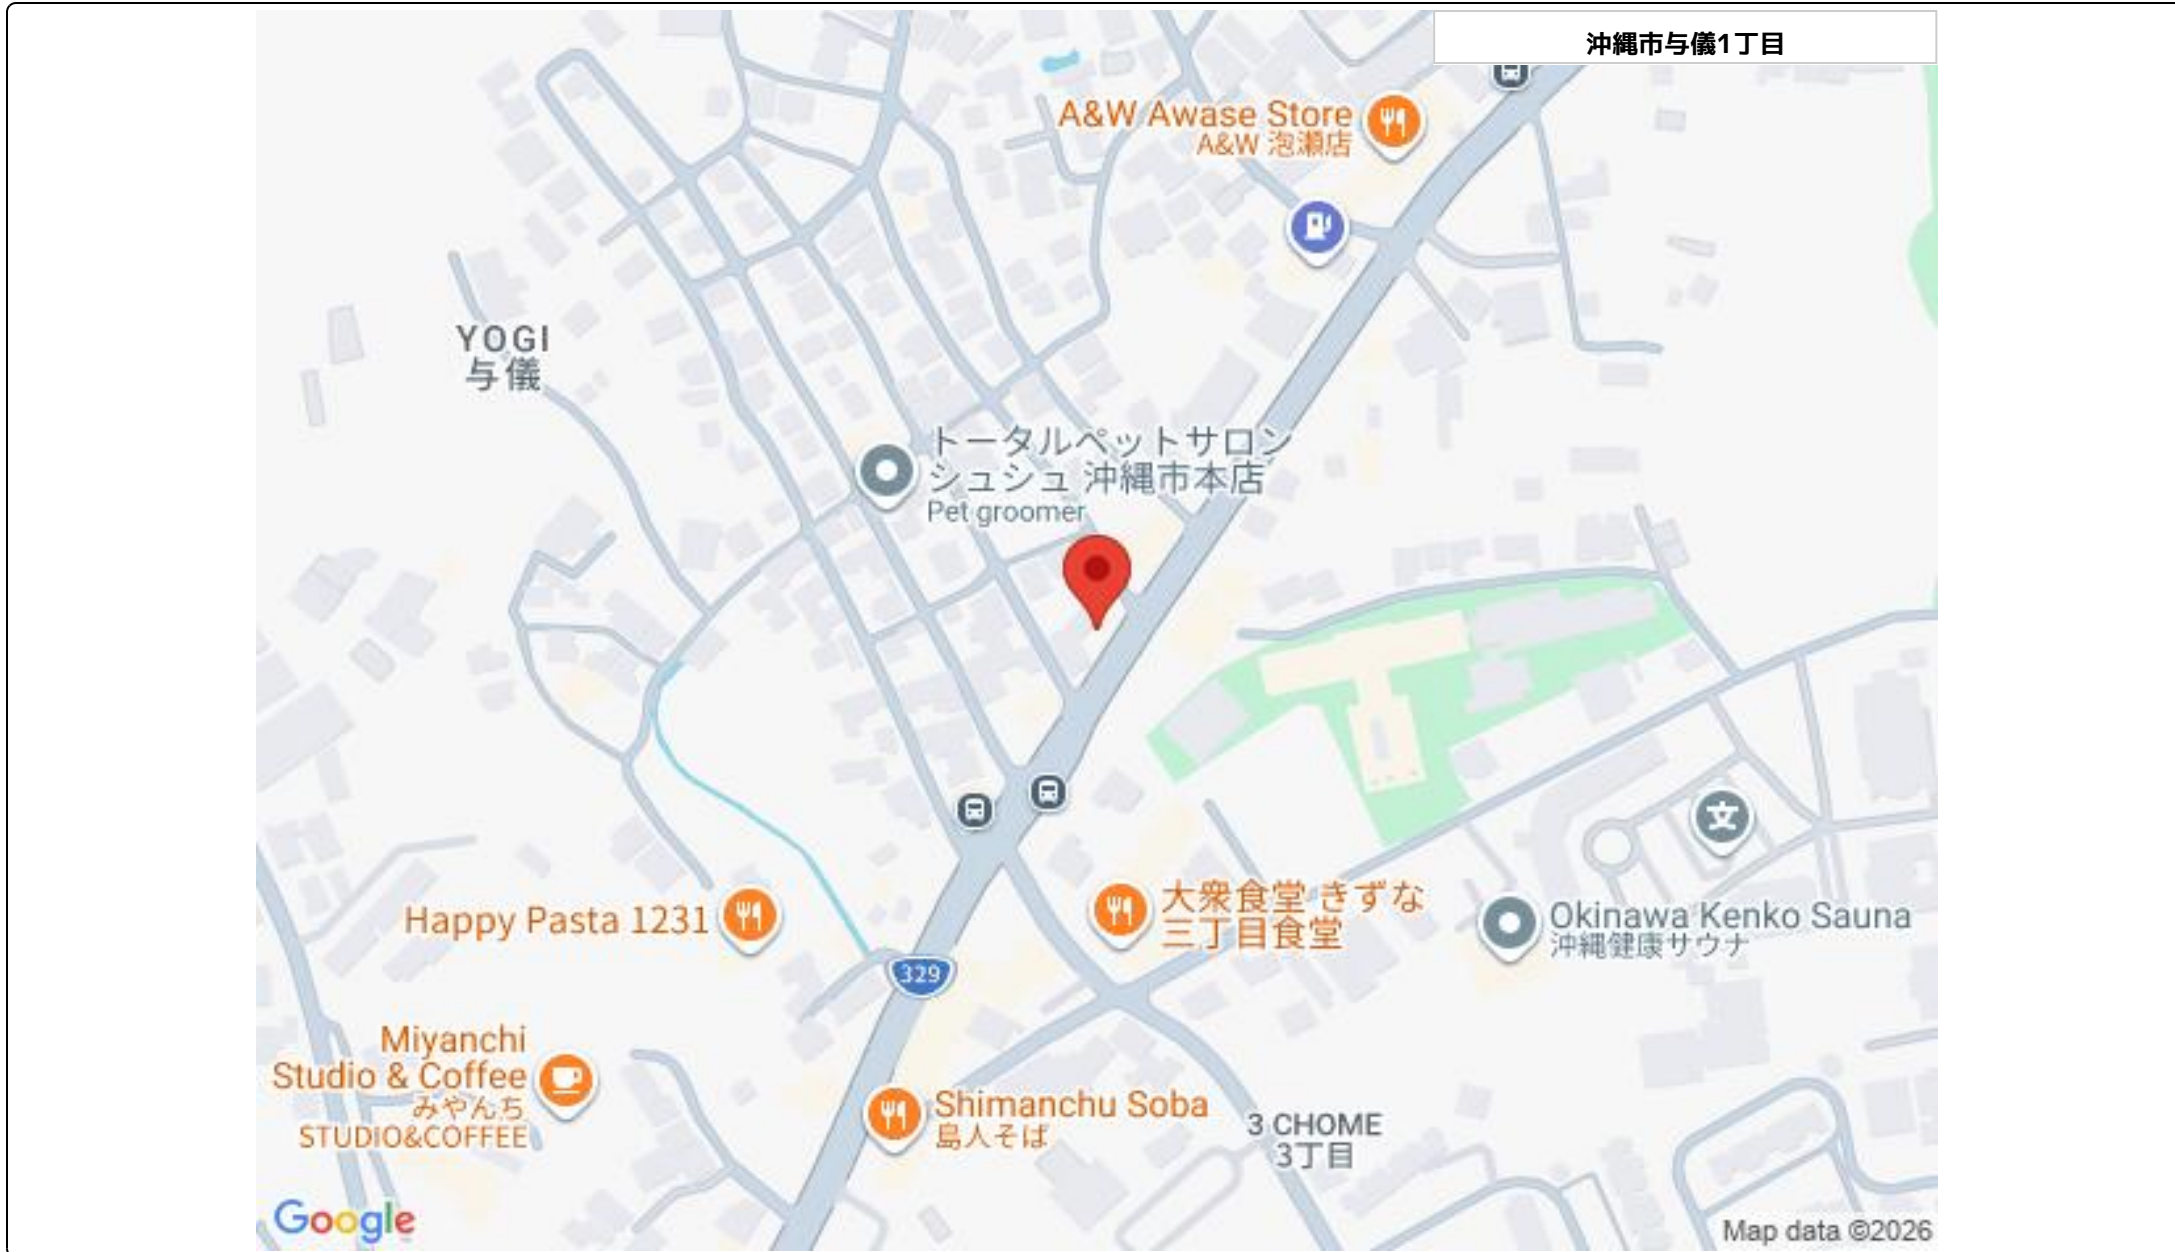 沖縄市与儀1丁目
A&W Awase Store
A&W 泡瀬店
YOGI
与儀
トータルペットサロン
シュシュ 沖縄市本店
Pet groomer
Happy Pasta 1231
大衆食堂 きずな
三丁目食堂
Okinawa Kenko Sauna
沖縄健康サウナ
文
329
Miyanchi
Studio & Coffee
みやんち
STUDIO&COFFEE
Shimanchu Soba
島人そば
3 CHOME
3丁目
Google
Map data ©2026